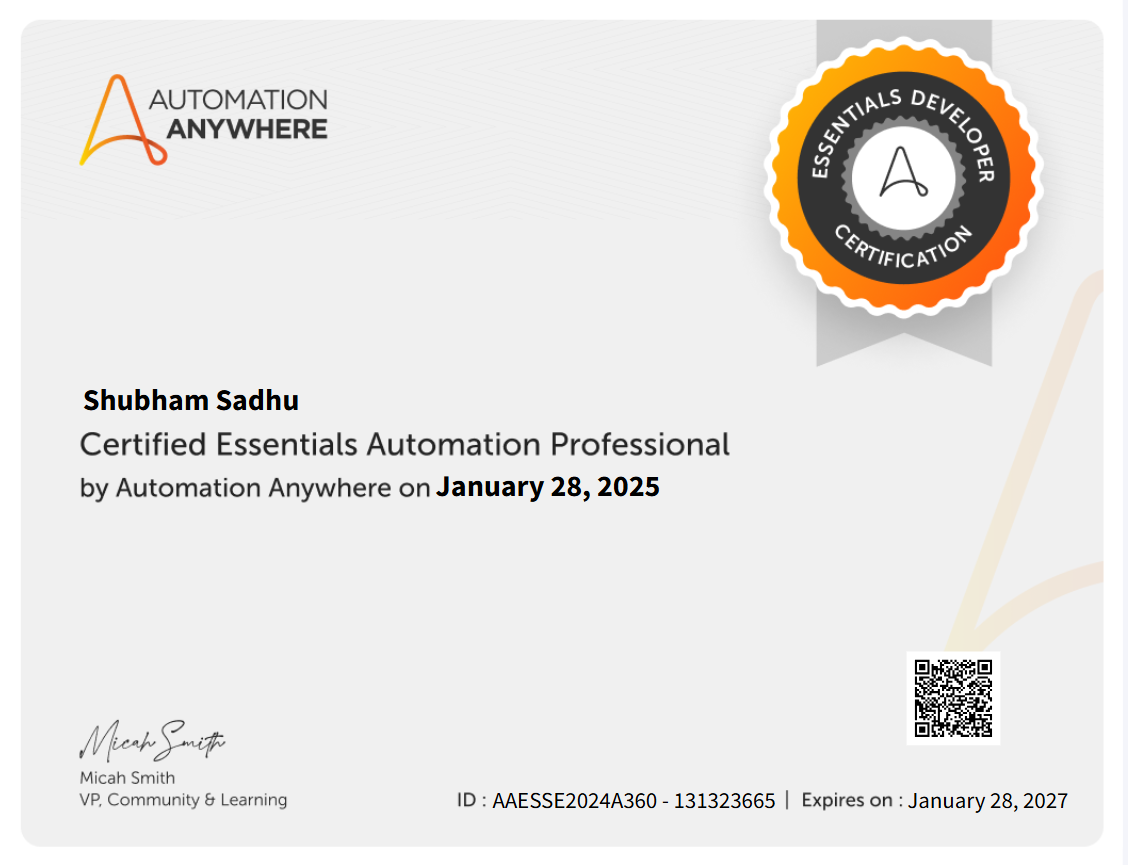 AUTOMATION
ANYWHERE
ESSENTIALS DEVELOPER
CERTIFICATION
Shubham Sadhu
Certified Essentials Automation Professional
by Automation Anywhere on January 28, 2025
Micah Smith
Micah Smith
VP, Community & Learning
ID : AAESSE2024A360 - 131323665 | Expires on : January 28, 2027